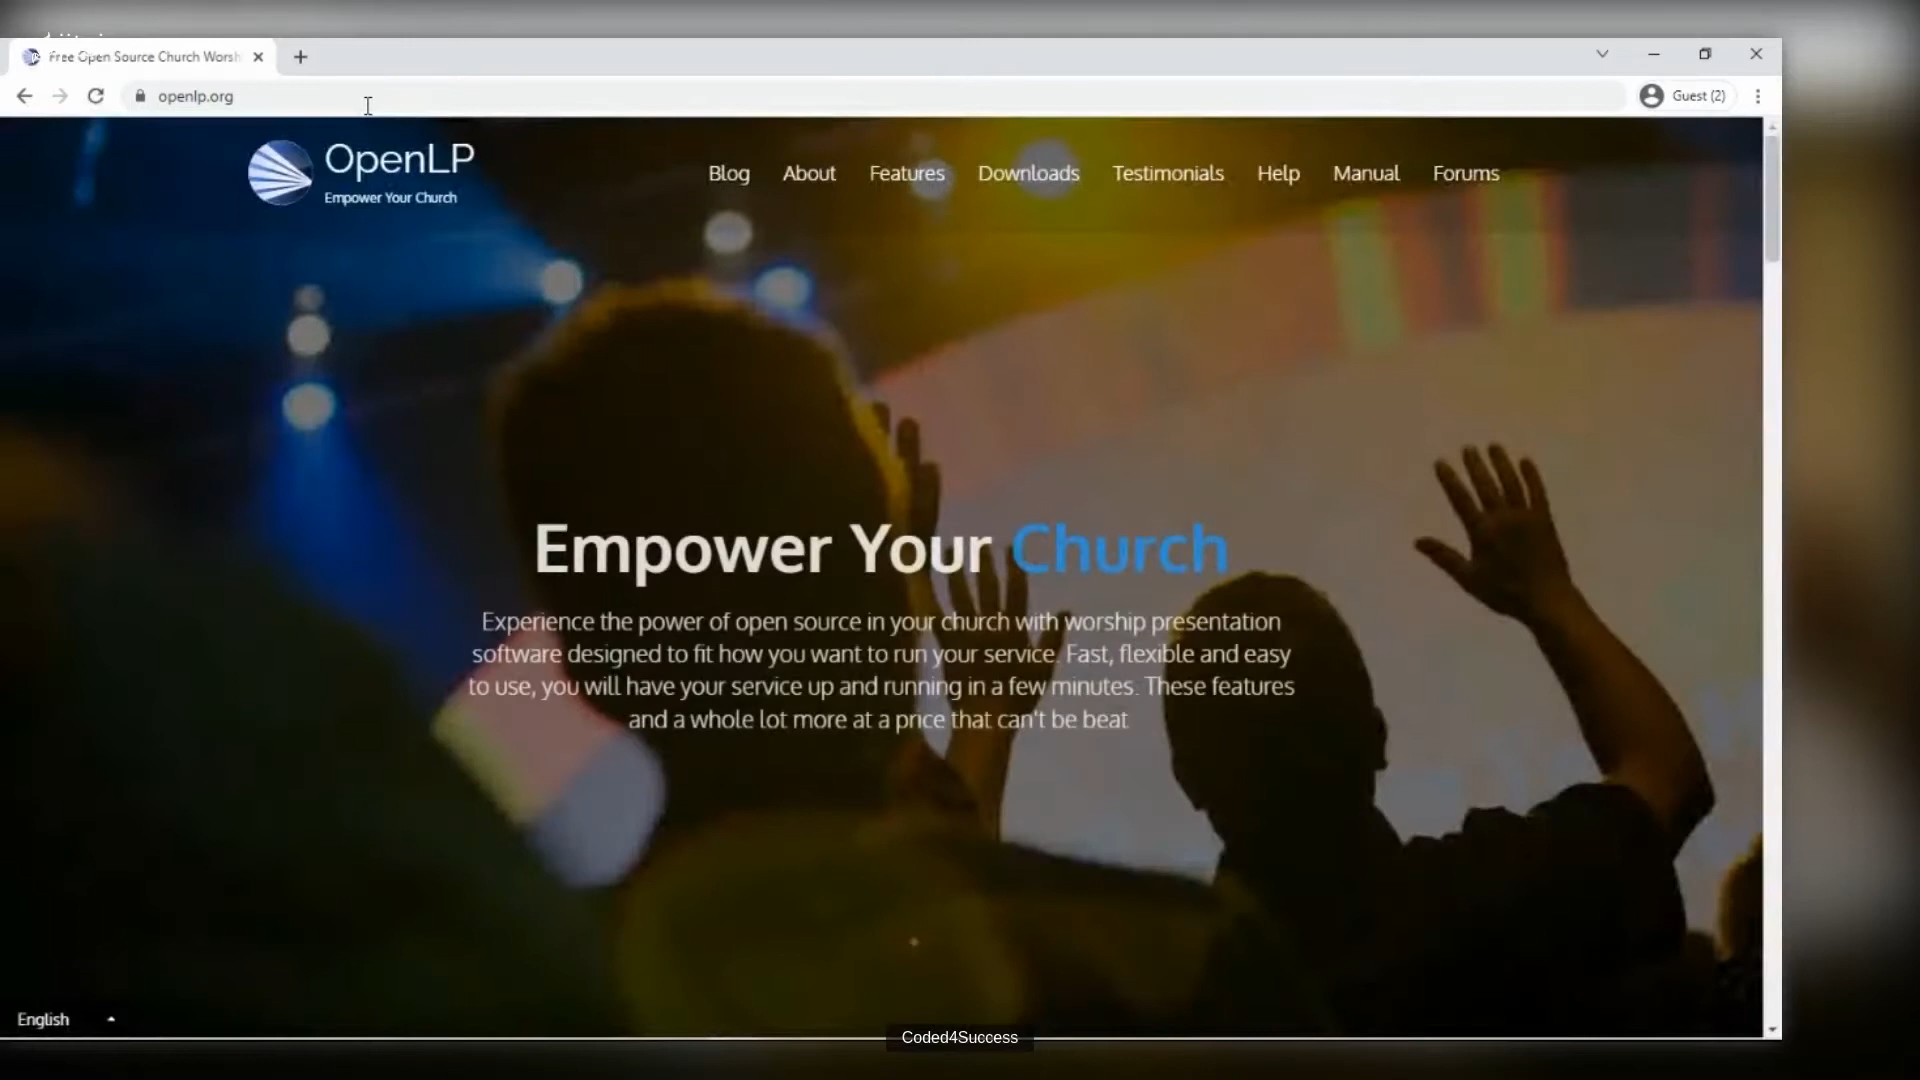 Free Open Source Church Worsh
openlp.org
Guest (2)
OpenLP
Empower Your Church
Blog
About
Features
Downloads
Testimonials
Help
Manual
Forums
Empower Your Church
Experience the power of open source in your church with worship presentation
software designed to fit how you want to run your service. Fast, flexible and easy
to use, you will have your service up and running in a few minutes. These features
and a whole lot more at a price that can't be beat
English
Coded4Success